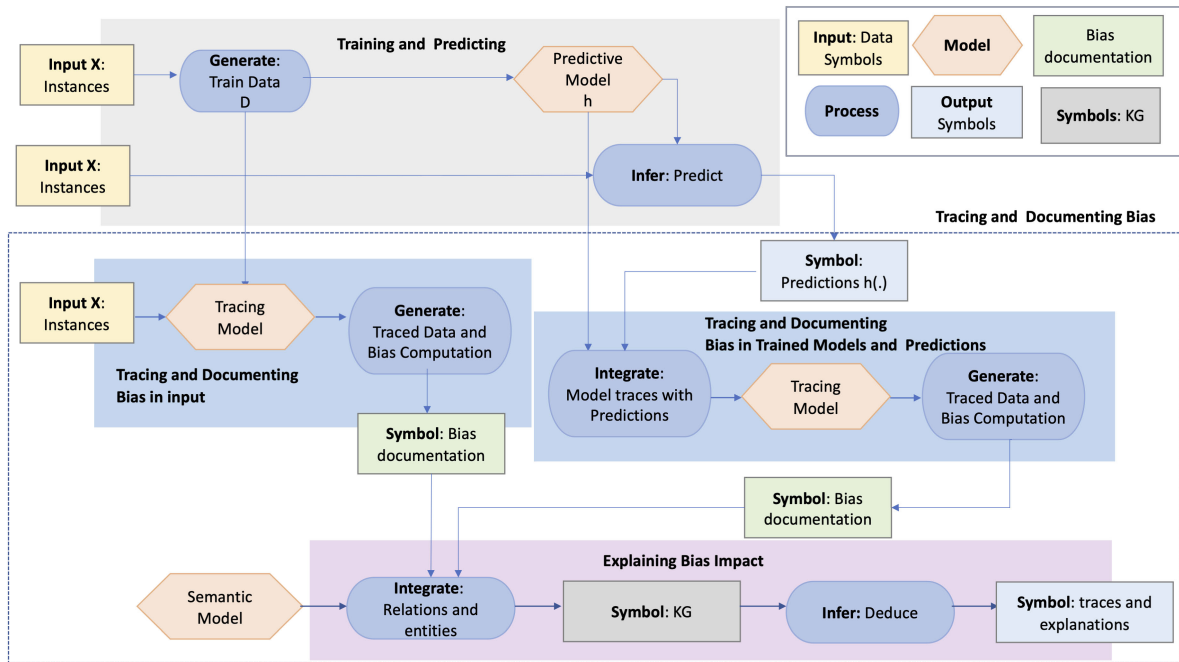 Training and  Predicting
Input X:
Instances
Generate:
Train Data
D
Predictive
Model
h
Input X:
Instances
Infer: Predict
Input: Data
Symbols
Model
Bias
documentation
Process
Output
Symbols
Symbols: KG
Tracing and  Documenting Bias
Symbol:
Predictions h(.)
Input X:
Instances
Tracing
Model
Generate:
Traced Data and
Bias Computation
Tracing and Documenting
Bias in input
Symbol: Bias
documentation
Tracing and Documenting
Bias in Trained Models and  Predictions
Integrate:
Model traces with
Predictions
Tracing
Model
Generate:
Traced Data and
Bias Computation
Symbol: Bias
documentation
Explaining Bias Impact
Semantic
Model
Integrate:
Relations and
entities
Symbol: KG
Infer: Deduce
Symbol: traces and
explanations